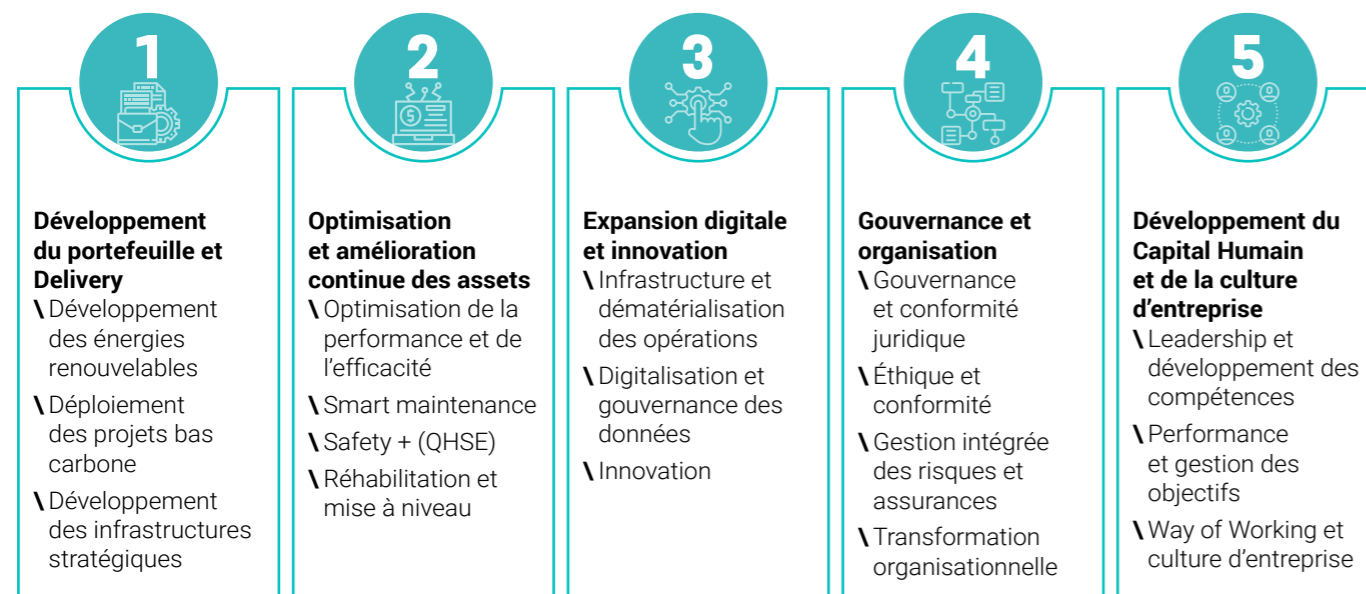 1
Développement
du portefeuille et
Delivery
\ Développement
des énergies
renouvelables
\ Déploiement
des projets bas
carbone
\ Développement
des infrastructures
stratégiques
2
Optimisation
et amélioration
continue des assets
\ Optimisation de la
performance et de
l'efficacité
\ Smart maintenance
\ Safety + (QHSE)
\ Réhabilitation et
mise à niveau
3
Expansion digitale
et innovation
\ Infrastructure et
dématérialisation
des opérations
\ Digitalisation et
gouvernance des
données
\ Innovation
4
Gouvernance et
organisation
\ Gouvernance
et conformité
juridique
\ Éthique et
conformité
\ Gestion intégrée
des risques et
assurances
\ Transformation
organisationnelle
5
Développement du
Capital Humain
et de la culture
d'entreprise
\ Leadership et
développement des
compétences
\ Performance
et gestion des
objectifs
\ Way of Working et
culture d'entreprise